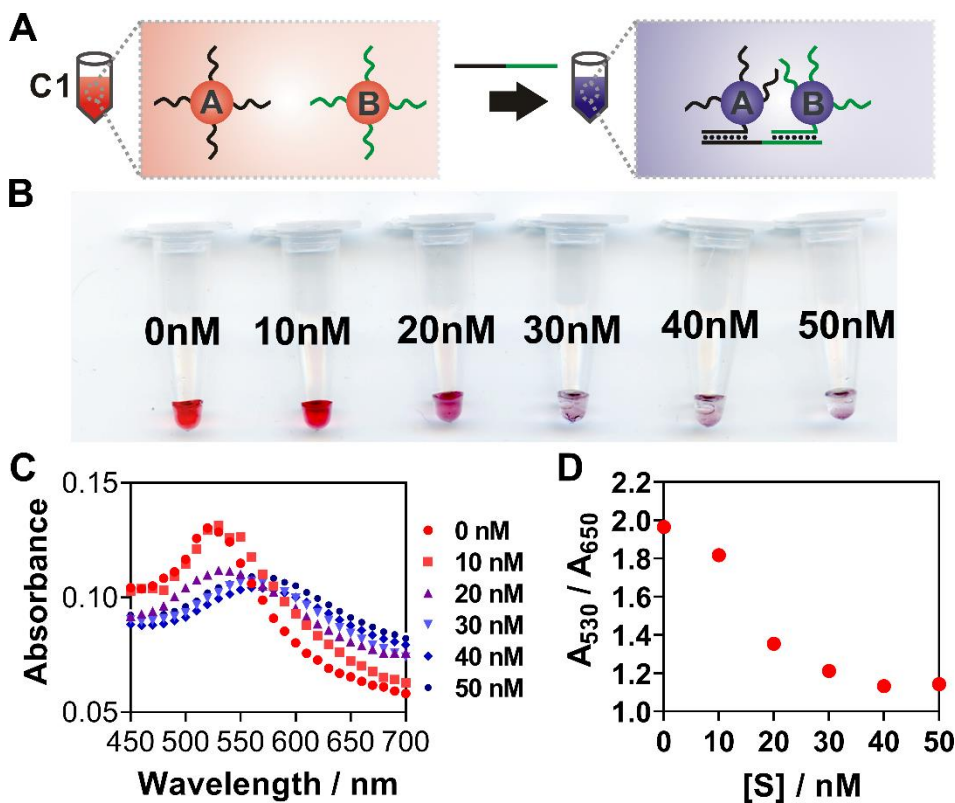 A
C1
A
B
A
B
B
0nM
10nM
20nM
30nM
40nM
50nM
C
0.15
0.10
0.05
Absorbance
450 500 550 600 650 700
Wavelength / nm
0 nM
10 nM
20 nM
30 nM
40 nM
50 nM
D
2.2
2.0
1.8
1.6
1.4
1.2
1.0
A530 / A650
0 10 20 30 40 50
[S] / nM